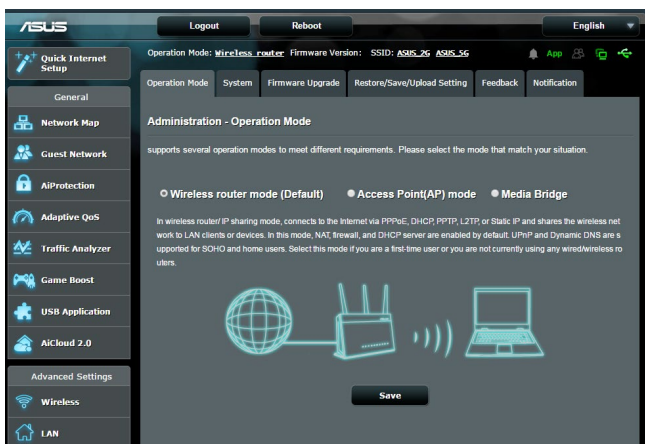 ASUS
Logout
Reboot
English
Quick Internet
Setup
Operation Mode: Wireless router Firmware Version: SSID: ASUS_2G ASUS_5G
App
Operation Mode
System
Firmware Upgrade
Restore/Save/Upload Setting
Feedback
Notification
General
Network Map
Guest Network
AiProtection
Adaptive QoS
Traffic Analyzer
Game Boost
USB Application
AiCloud 2.0
Advanced Settings
Wireless
LAN
Administration - Operation Mode
supports several operation modes to meet different requirements. Please select the mode that match your situation.
Wireless router mode (Default)
Access Point(AP) mode
Media Bridge
In wireless router/ IP sharing mode, connects to the Internet via PPPoE, DHCP, PPTP, L2TP, or Static IP and shares the wireless net
work to LAN clients or devices. In this mode, NAT, firewall, and DHCP server are enabled by default. UPnP and Dynamic DNS are s
upported for SOHO and home users. Select this mode if you are a first-time user or you are not currently using any wired/wireless ro
uters.
Save